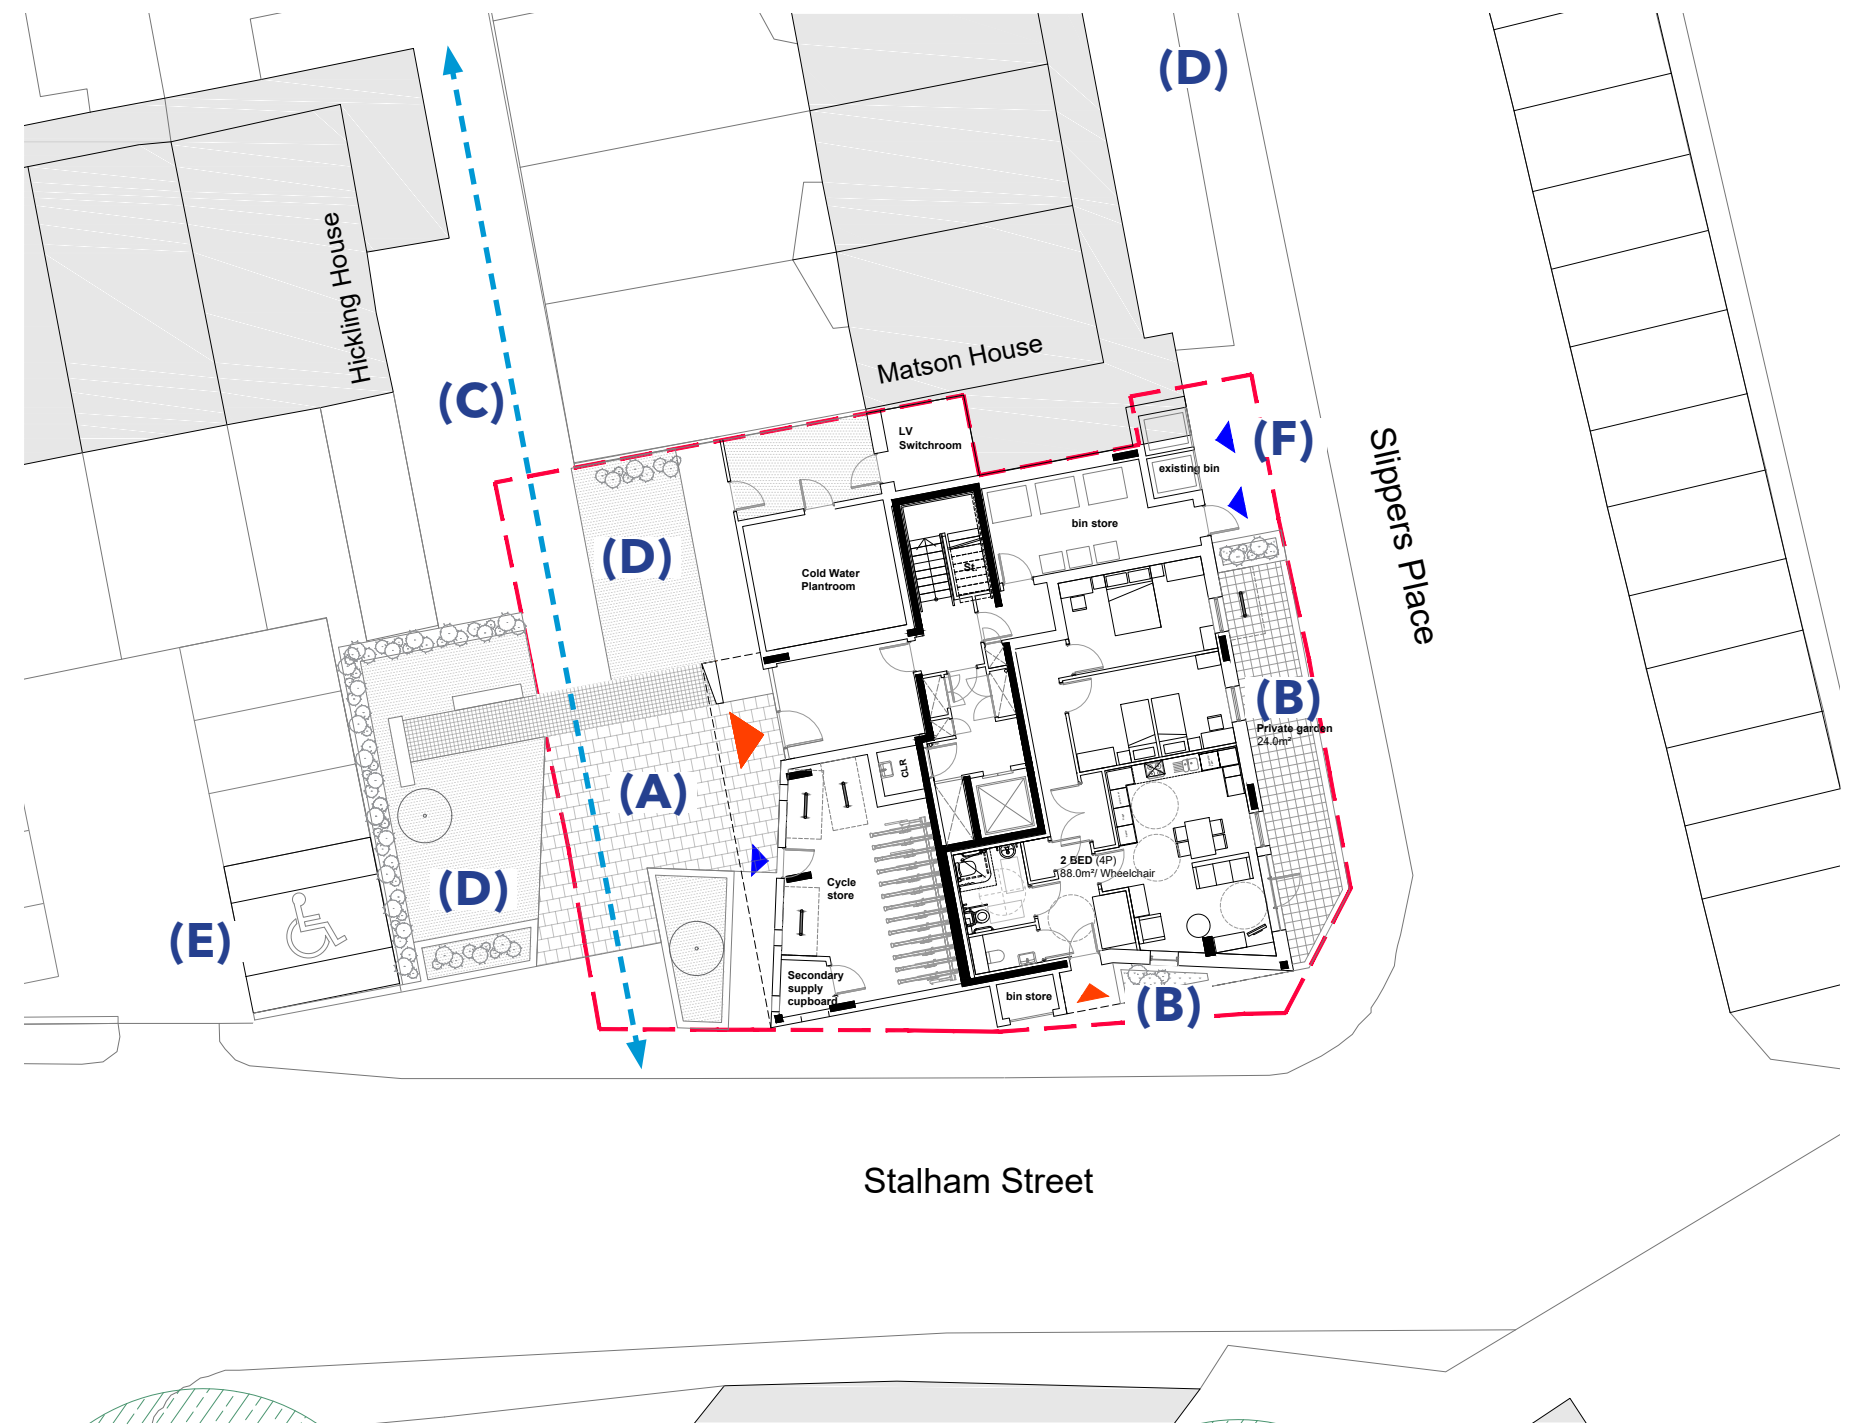 (D)
Hickling House
(C)
Matson House
LV
Switchroom
(F)
existing bin
Slippers Place
bin store
(D)
Cold Water
Plantroom
St.
(B)
Private garden
24.0m²
(A)
CLR
2 BED (4P)
88.0m²/ Wheelchair
Cycle
store
(D)
(E)
Secondary
supply
cupboard
bin store
(B)
Stalham Street